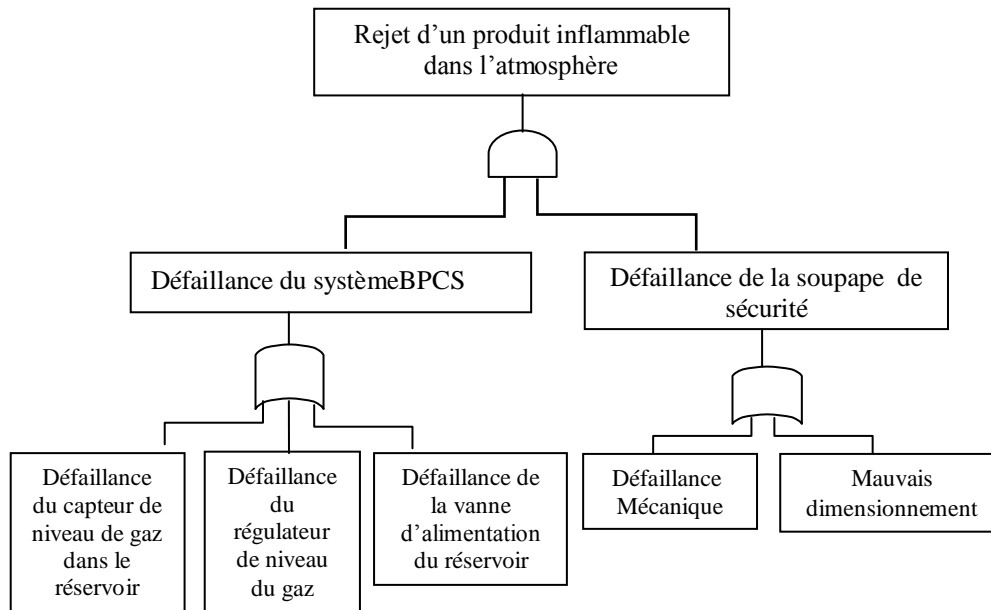 Rejet d’un produit inflammable
dans l’atmosphère
Défaillance du systèmeBPCS
Défaillance de la soupape de
sécurité
Défaillance
du capteur de
niveau de gaz
dans le
réservoir
Défaillance
du
régulateur
de niveau
du gaz
Défaillance de
la vanne
d’alimentation
du réservoir
Défaillance
Mécanique
Mauvais
dimensionnement